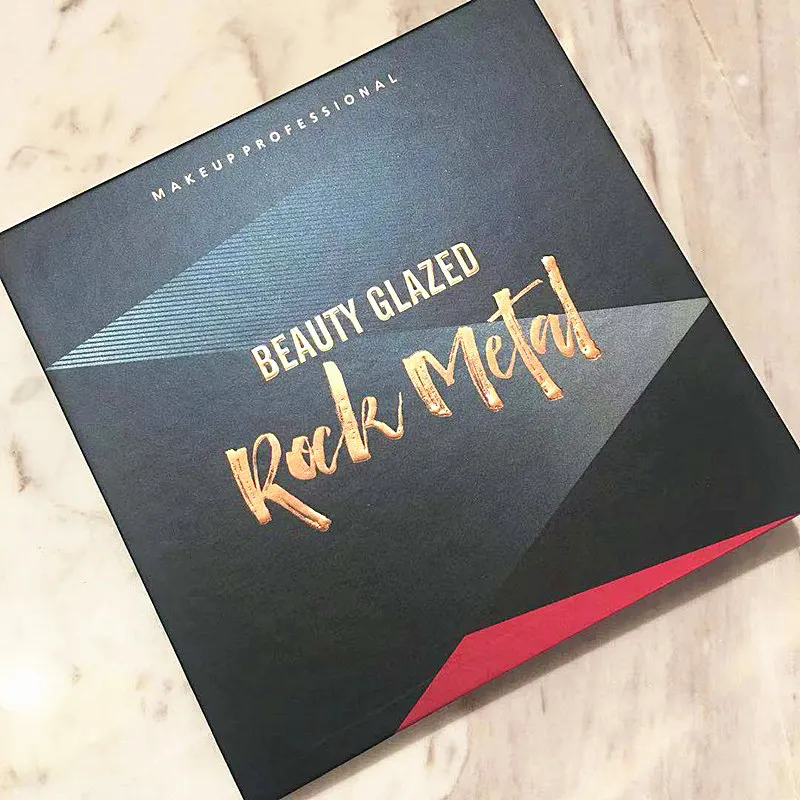 MAKEUP PROFESSIONAL
BEAUTY GLAZED
Rock Metal